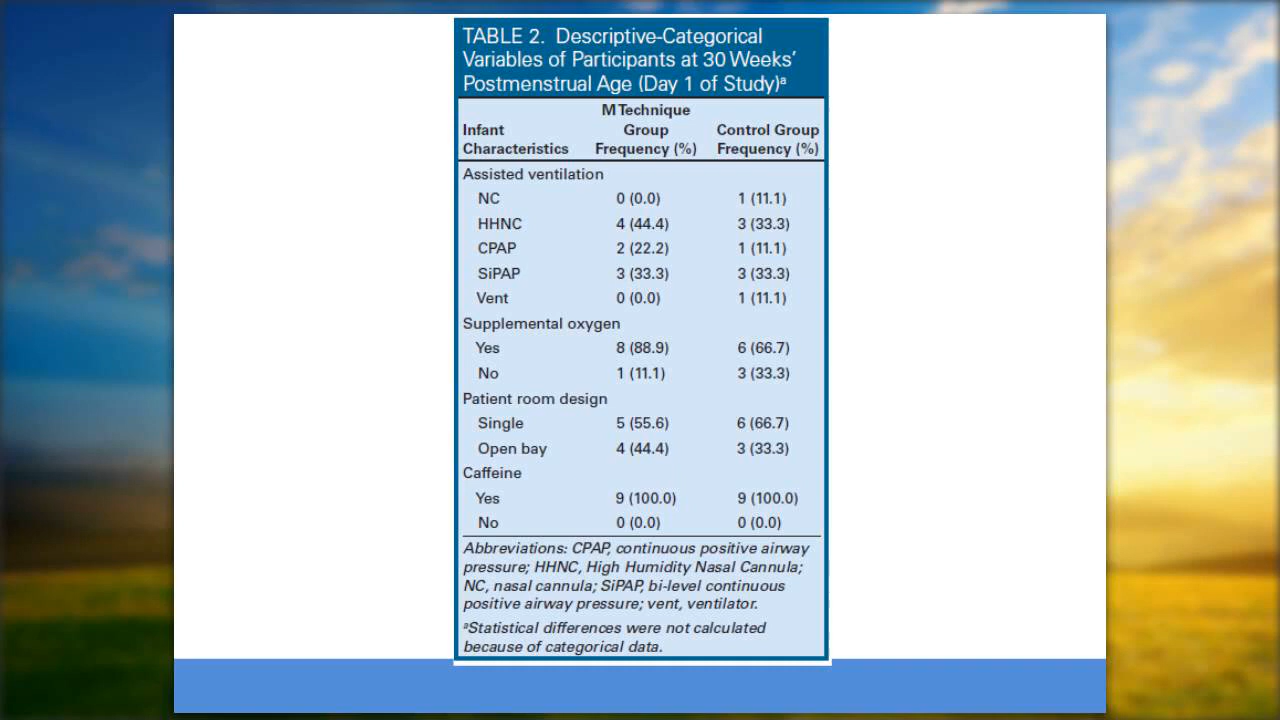 TABLE 2. Descriptive-Categorical
Variables of Participants at 30 Weeks’
Postmenstrual Age (Day 1 of Study)ᵃ
M Technique
Infant Group Control Group
Characteristics Frequency (%) Frequency (%)
Assisted ventilation
NC 0 (0.0) 1 (11.1)
HHNC 4 (44.4) 3 (33.3)
CPAP 2 (22.2) 1 (11.1)
SiPAP 3 (33.3) 3 (33.3)
Vent 0 (0.0) 1 (11.1)
Supplemental oxygen
Yes 8 (88.9) 6 (66.7)
No 1 (11.1) 3 (33.3)
Patient room design
Single 5 (55.6) 6 (66.7)
Open bay 4 (44.4) 3 (33.3)
Caffeine
Yes 9 (100.0) 9 (100.0)
No 0 (0.0) 0 (0.0)
Abbreviations: CPAP, continuous positive airway
pressure; HHNC, High Humidity Nasal Cannula;
NC, nasal cannula; SiPAP, bi-level continuous
positive airway pressure; vent, ventilator.
ᵃStatistical differences were not calculated
because of categorical data.